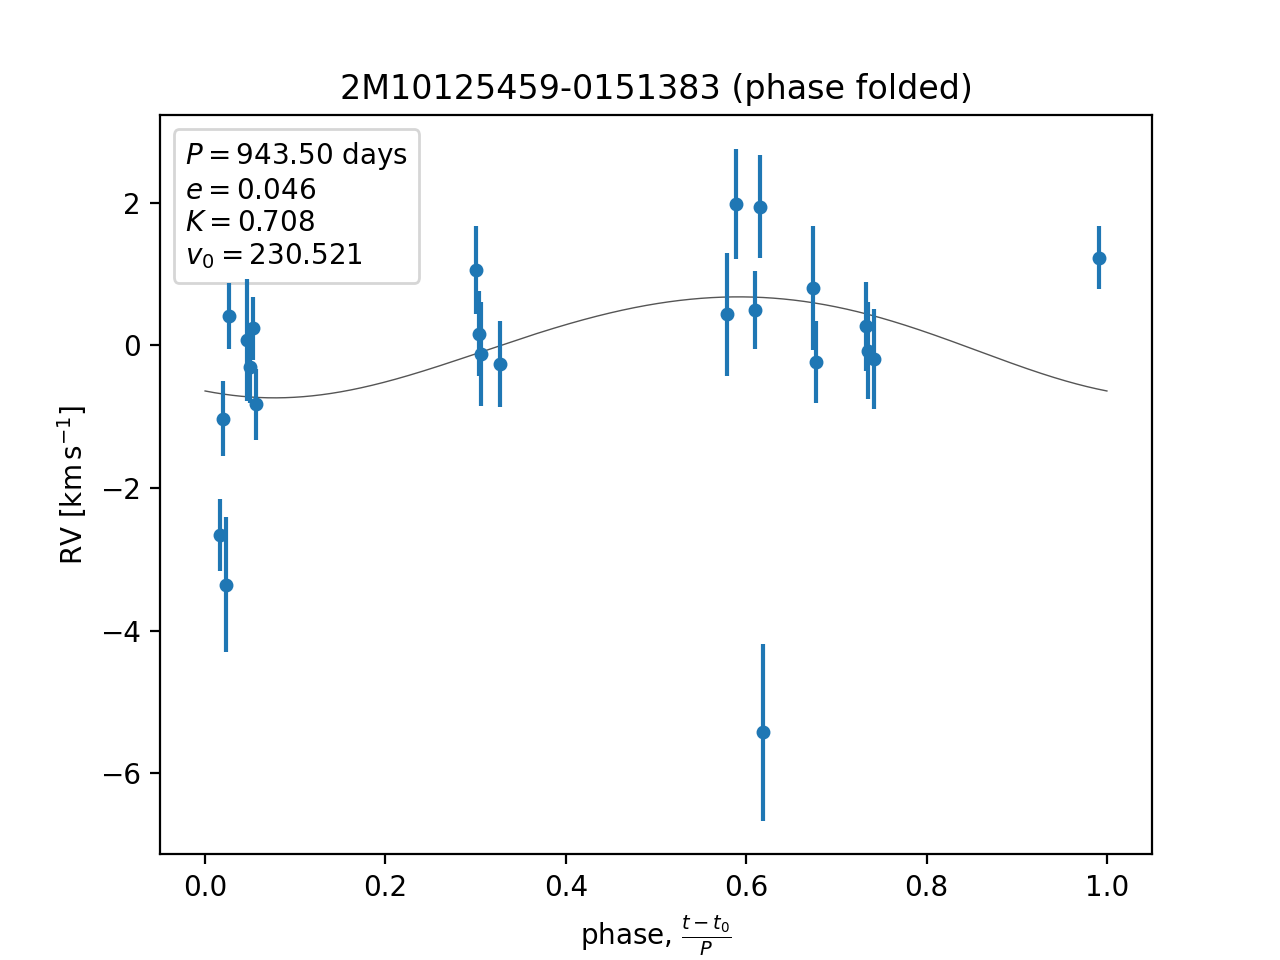 2M10125459-0151383 (phase folded)
P = 943.50 days
e = 0.046
K = 0.708
v₀ = 230.521
2
0
−2
−4
−6
RV [km s⁻¹]
0.0 0.2 0.4 0.6 0.8 1.0
phase, (t − t₀)/P